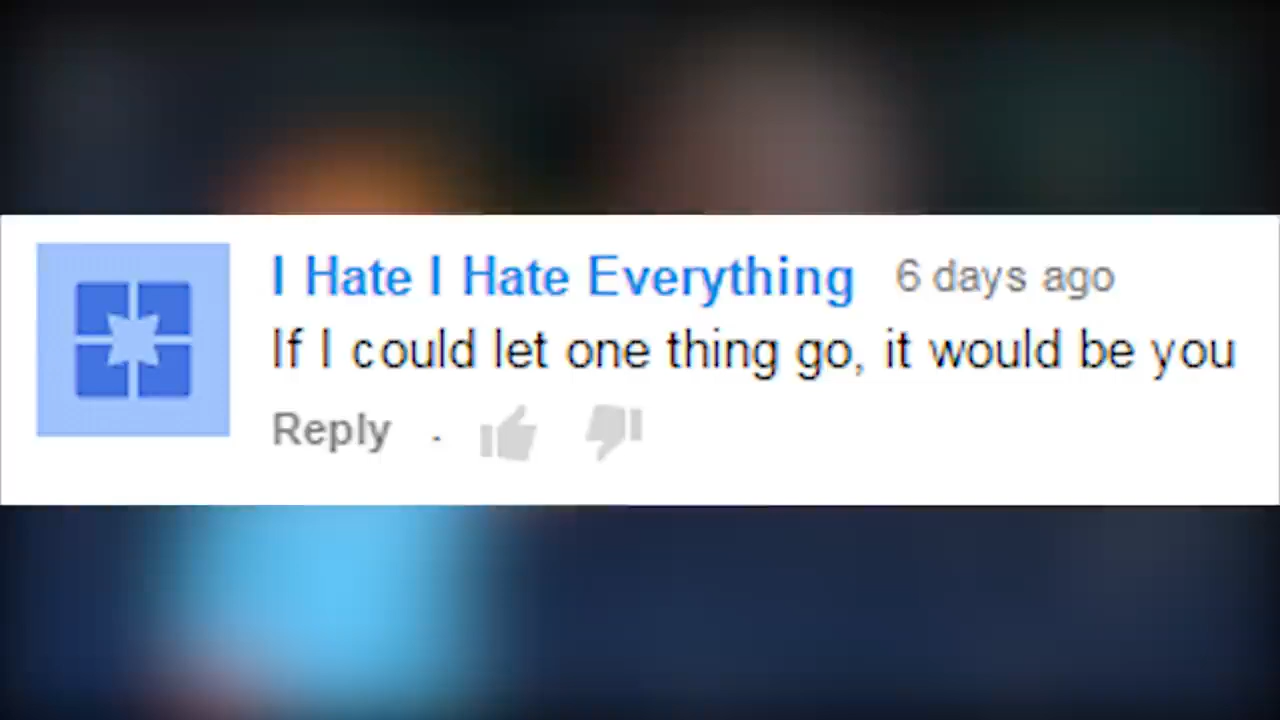 I Hate I Hate Everything 6 days ago
If I could let one thing go, it would be you
Reply .